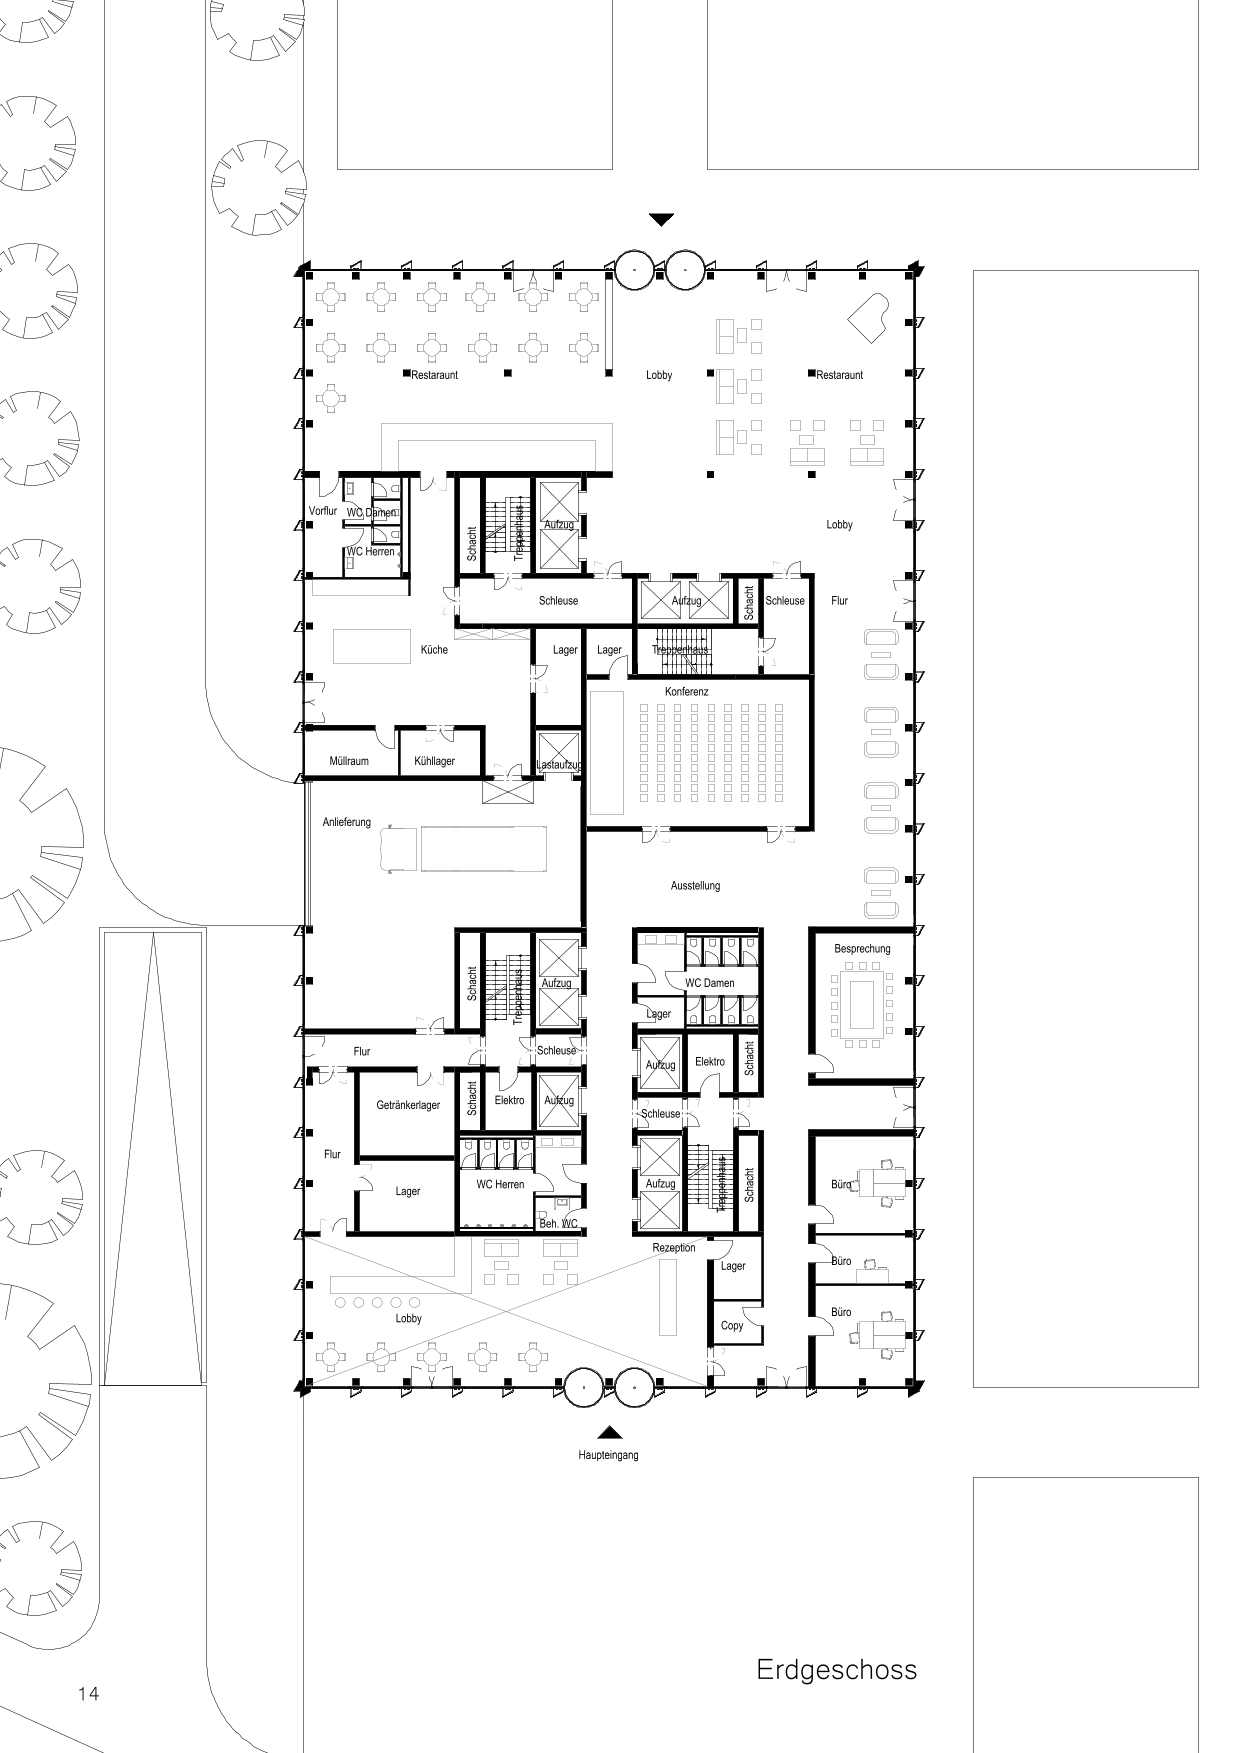 Restaraunt
Lobby
Restaraunt
Vorflur
WC Damen
WC Herren
Schacht
Treppenhaus
Aufzug
Lobby
Schleuse
Aufzug
Schacht
Schleuse
Flur
Küche
Lager
Lager
Treppenhaus
Konferenz
Müllraum
Kühllager
Lastaufzug
Anlieferung
Ausstellung
Besprechung
Schacht
Treppenhaus
Aufzug
WC Damen
Lager
Flur
Schleuse
Aufzug
Elektro
Schacht
Getränkerlager
Schacht
Elektro
Aufzug
Schleuse
Flur
Lager
WC Herren
Beh. WC
Aufzug
Treppenhaus
Schacht
Büro
Rezeption
Lager
Büro
Lobby
Copy
Büro
Haupteingang
Erdgeschoss
14